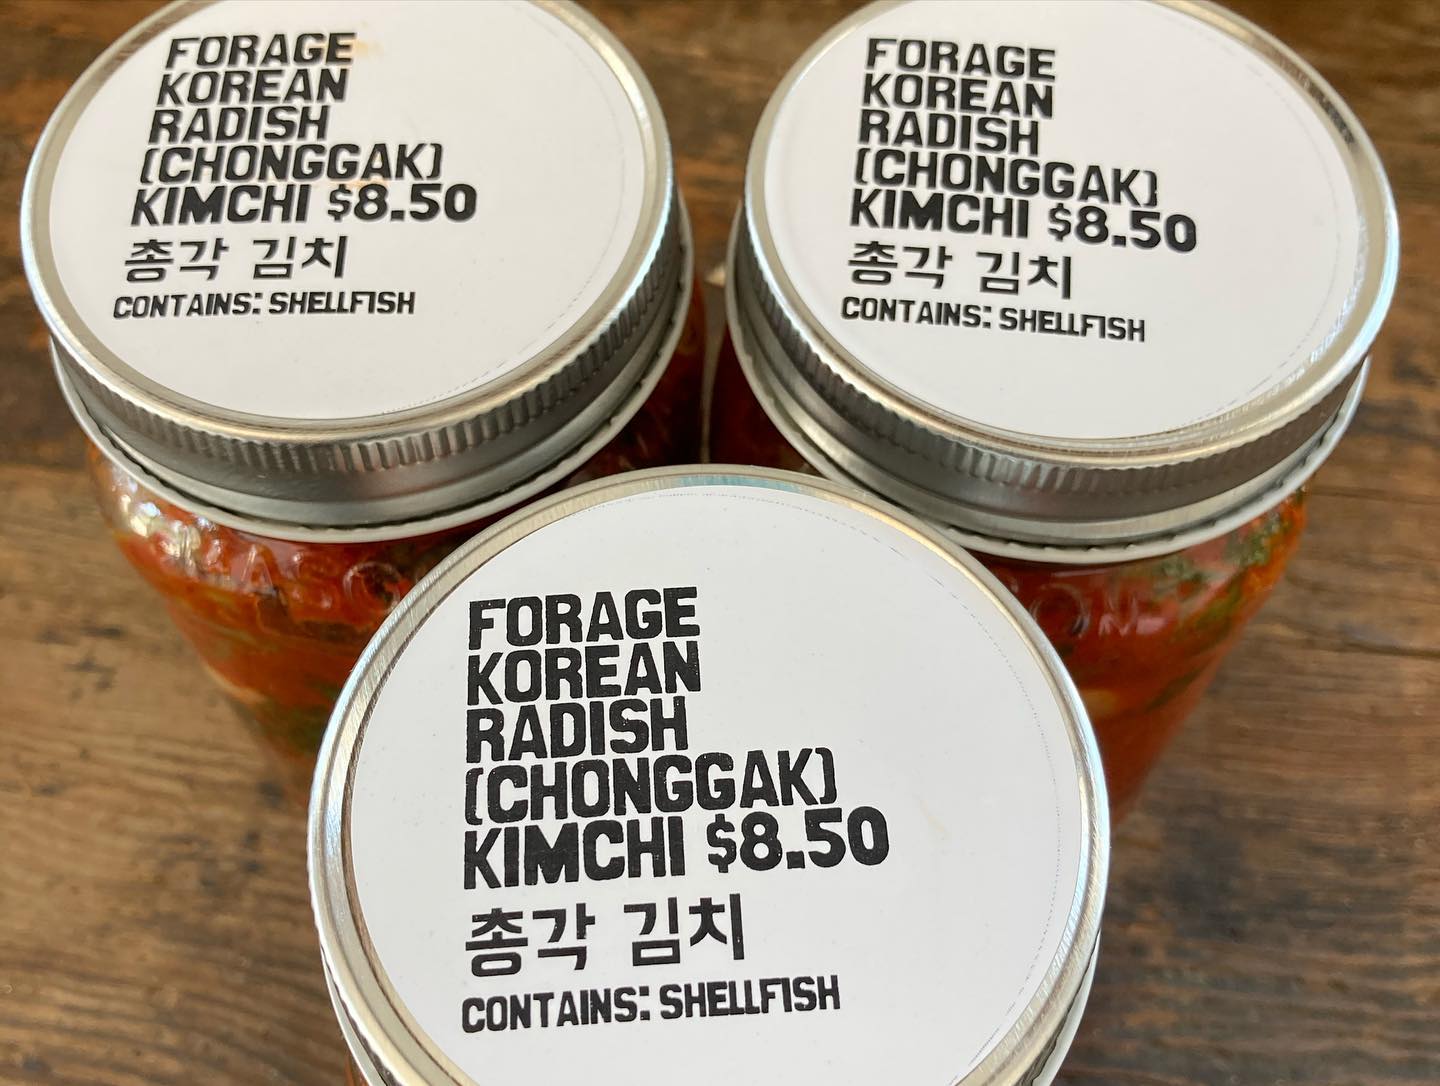 FORAGE
KOREAN
RADISH
(CHONGGAK)
KIMCHI $8.50
총각 김치
CONTAINS: SHELLFISH
FORAGE
KOREAN
RADISH
(CHONGGAK)
KIMCHI $8.50
총각 김치
CONTAINS: SHELLFISH
FORAGE
KOREAN
RADISH
(CHONGGAK)
KIMCHI $8.50
총각 김치
CONTAINS: SHELLFISH